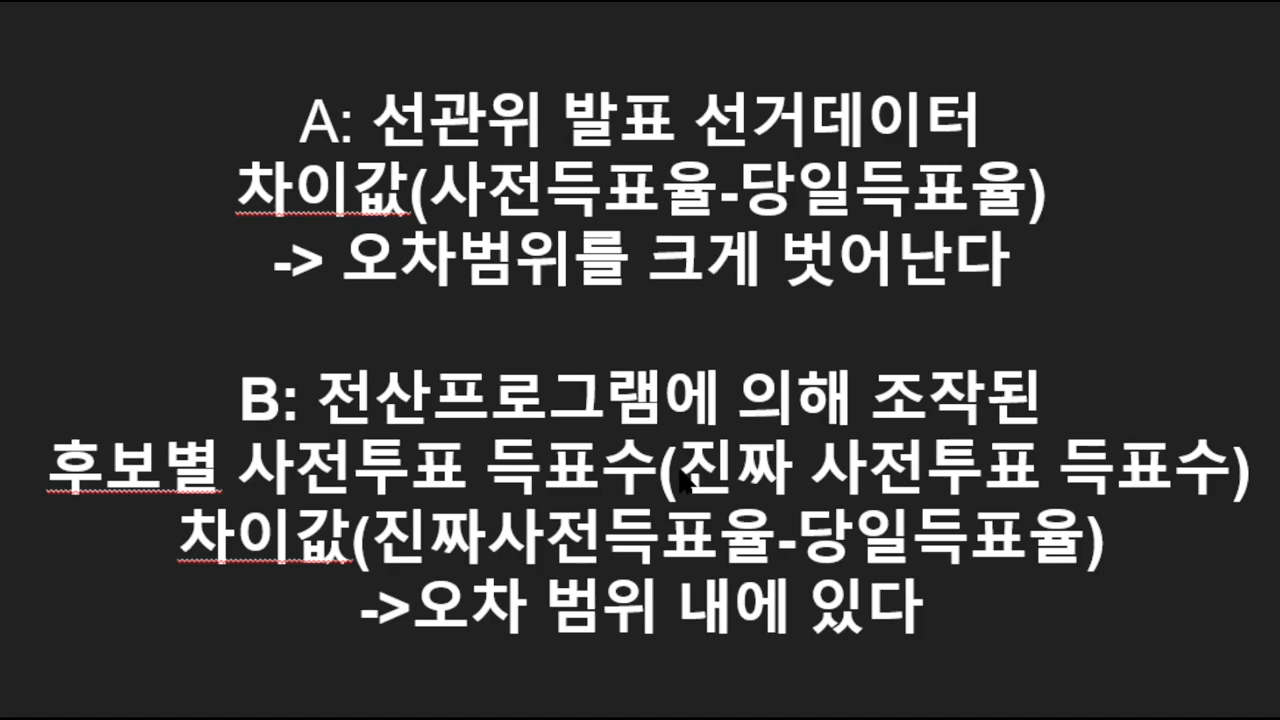 A: 선관위 발표 선거데이터
차이값(사전득표율-당일득표율)
-> 오차범위를 크게 벗어난다
B: 전산프로그램에 의해 조작된
후보별 사전투표 득표수(진짜 사전투표 득표수)
차이값(진짜사전득표율-당일득표율)
->오차 범위 내에 있다